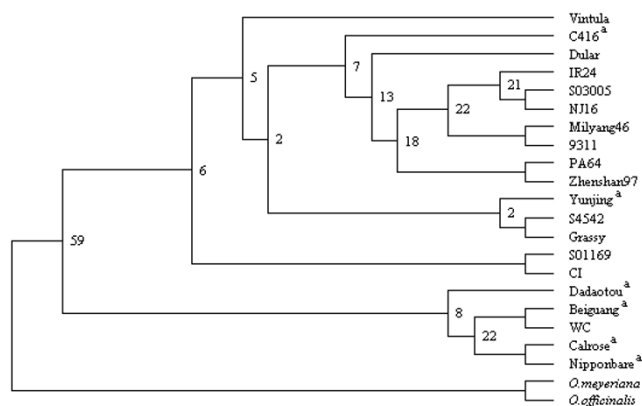 Vintula
C416 a
7
Dular
IR24
21
5
S03005
13
NJ16
22
Milyang46
2
18
9311
PA64
6
Zhenshan97
Yunjing a
2
S4542
59
Grassy
S01169
CI
Dadaotou a
8
Beiguang a
WC
22
Calrose a
Nipponbare a
O.meyeriana
O.officinalis